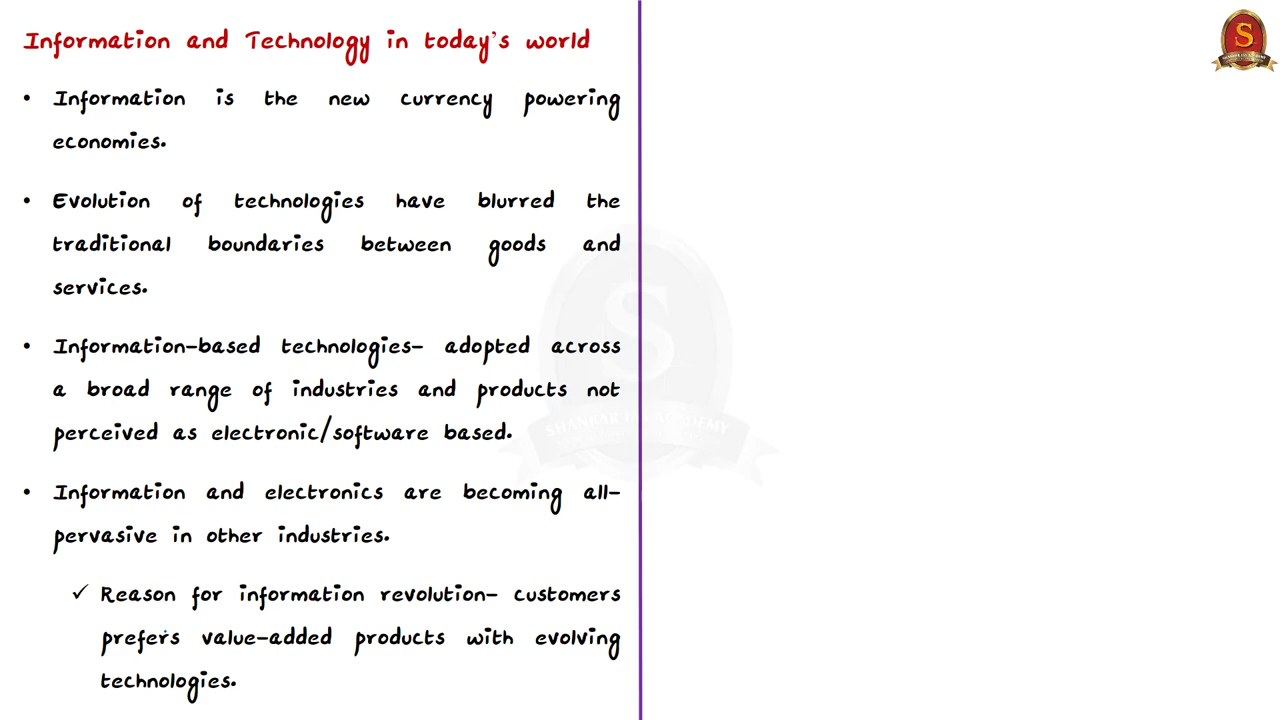 Information and Technology in today's world
• Information is the new currency powering
economies.
• Evolution of technologies have blurred the
traditional boundaries between goods and
services.
• Information-based technologies- adopted across
a broad range of industries and products not
perceived as electronic/software based.
• Information and electronics are becoming all-
pervasive in other industries.
✓ Reason for information revolution- customers
prefers value-added products with evolving
technologies.
S
S
SHANKAR IAS ACADEMY